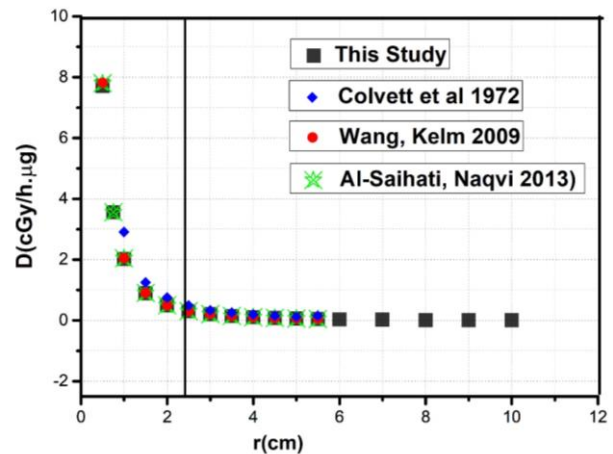 10
8
6
4
2
0
-2
D(cGy/h.µg)
This Study
Colvett et al 1972
Wang, Kelm 2009
Al-Saihati, Naqvi 2013)
0 2 4 6 8 10 12
r(cm)